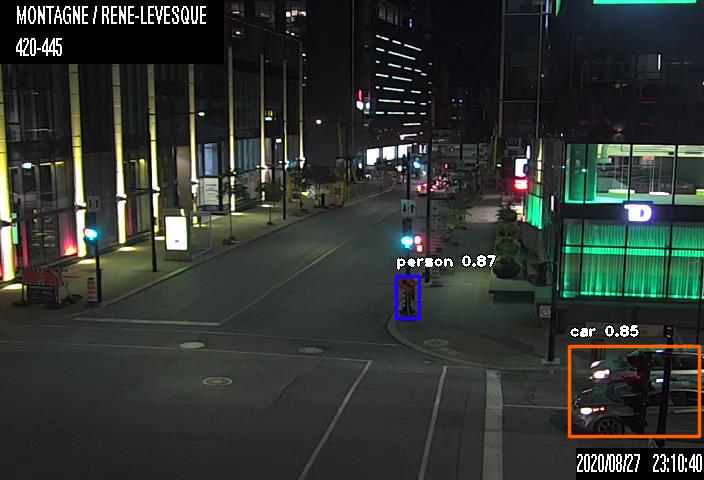 MONTAGNE / RENE-LEVESQUE
420-445
person 0.87
TD
car 0.85
2020/08/27 23:10:40